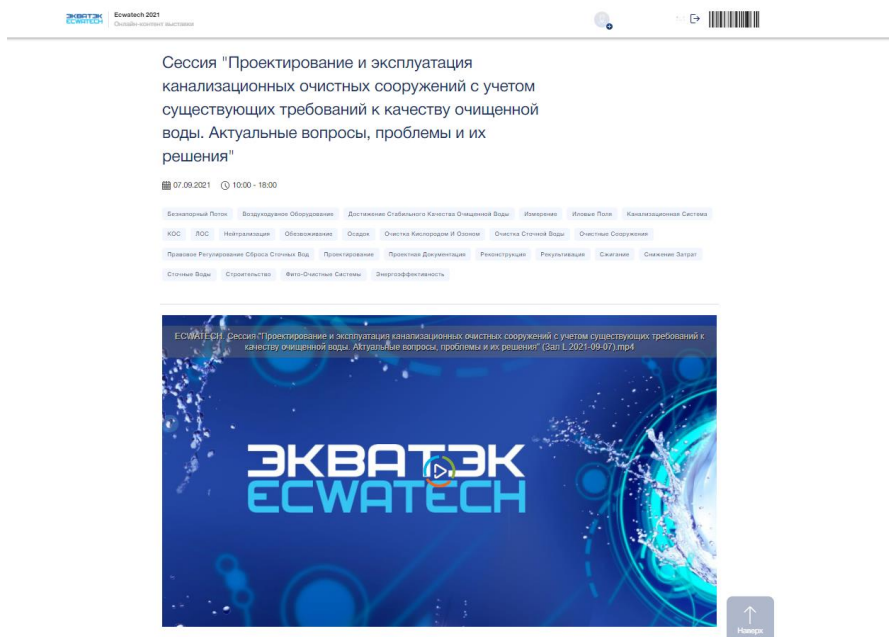 ЭКВАТЭК
ECWATECH
Ecwatech 2021
Онлайн-контент выставки
Сессия "Проектирование и эксплуатация
канализационных очистных сооружений с учетом
существующих требований к качеству очищенной
воды. Актуальные вопросы, проблемы и их
решения"
07.09.2021 10:00 - 18:00
Безнапорный Поток Воздуходувное Оборудование Достижение Стабильного Качества Очищенной Воды Измерение Иловые Поля Канализационная Система
КОС ЛОС Нейтрализация Обезвоживание Осадок Очистка Кислородом И Озоном Очистка Сточной Воды Очистные Сооружения
Правовое Регулирование Сброса Сточных Вод Проектирование Проектная Документация Реконструкция Рекультивация Сжигание Снижение Затрат
Сточные Воды Строительство Фито-Очистные Системы Энергоэффективность
ECWATECH Сессия "Проектирование и эксплуатация канализационных очистных сооружений с учетом существующих требований к
качеству очищенной воды. Актуальные вопросы, проблемы и их решения" (Зал L 2021-09-07).mp4
ЭКВАТЭК
ECWATECH
Наверх